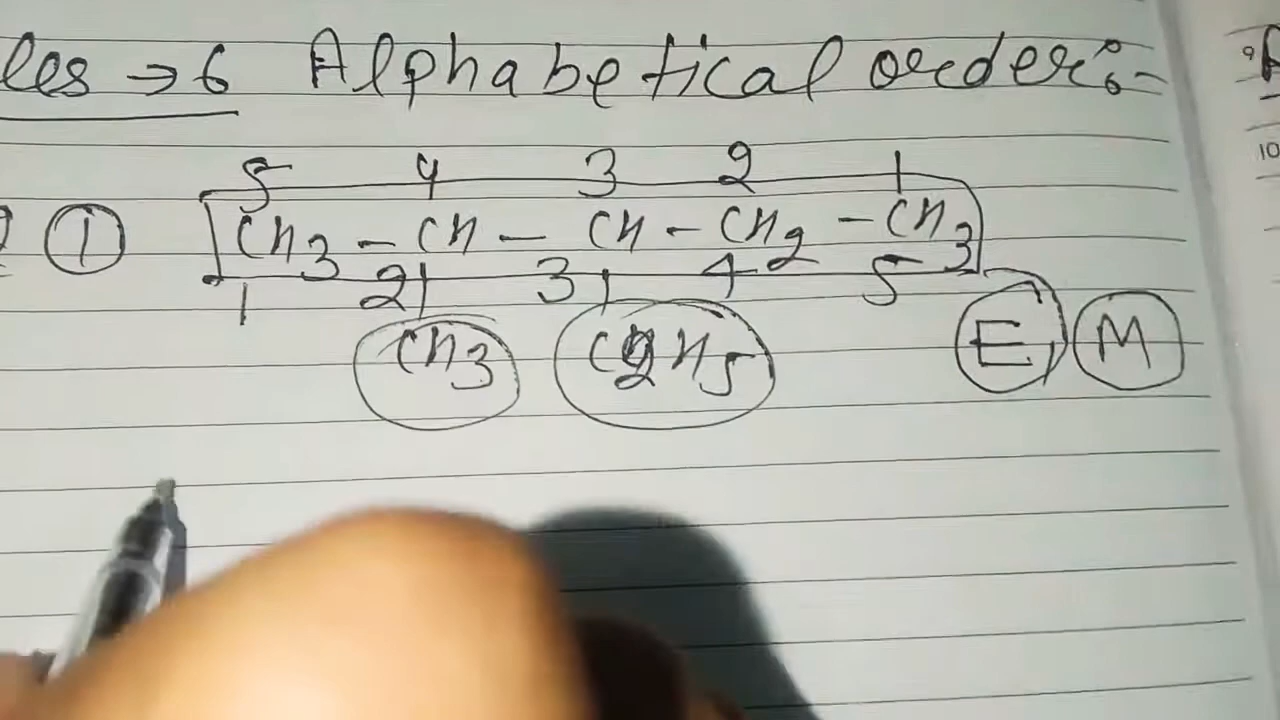 les → 6 Alphabetical order :-
5 4 3 2 1
① CH3 - CH - CH - CH2 - CH3
1 2 3 4 5
CH3 C2H5 E, M
10